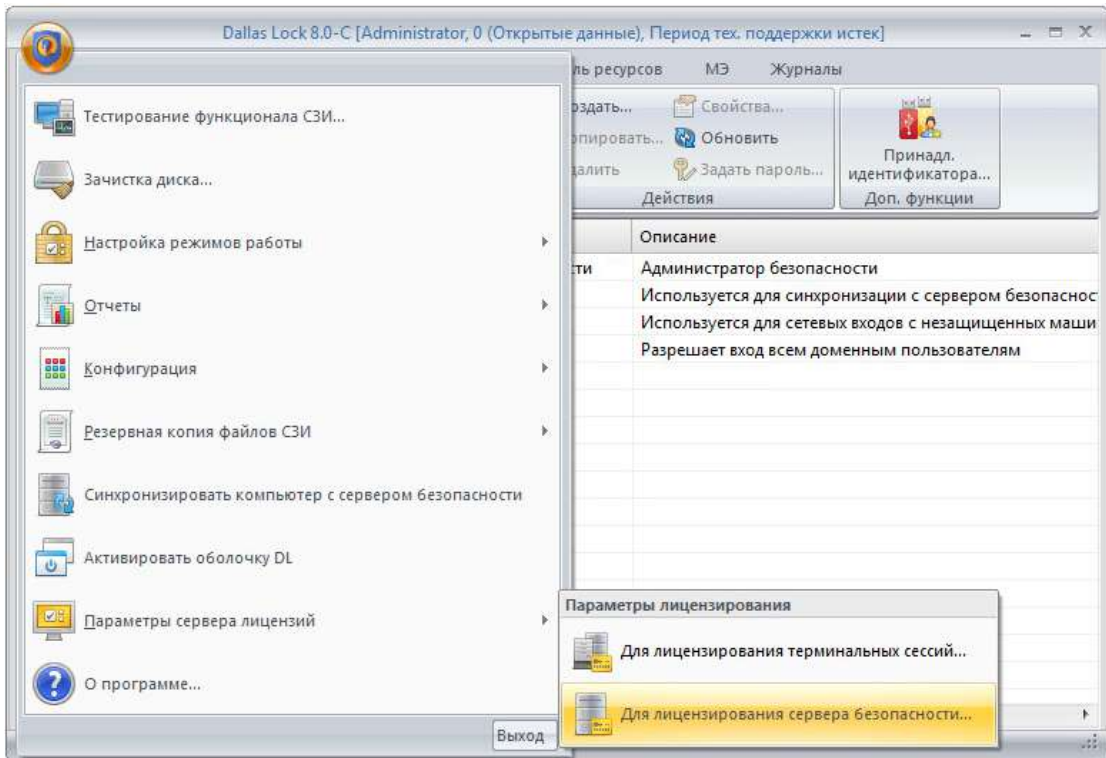 Dallas Lock 8.0-C [Administrator, 0 (Открытые данные), Период тех. поддержки истек]
ль ресурсов МЭ Журналы
оздать... Свойства...
опировать... Обновить
далить Задать пароль...
Действия
Принадл.
идентификатора...
Доп. функции
Тестирование функционала СЗИ...
Зачистка диска...
Настройка режимов работы
Отчеты
Конфигурация
Резервная копия файлов СЗИ
Синхронизировать компьютер с сервером безопасности
Активировать оболочку DL
Параметры сервера лицензий
О программе...
Выход
Описание
сти Администратор безопасности
Используется для синхронизации с сервером безопаснос
Используется для сетевых входов с незащищенных маши
Разрешает вход всем доменным пользователям
Параметры лицензирования
Для лицензирования терминальных сессий...
Для лицензирования сервера безопасности...